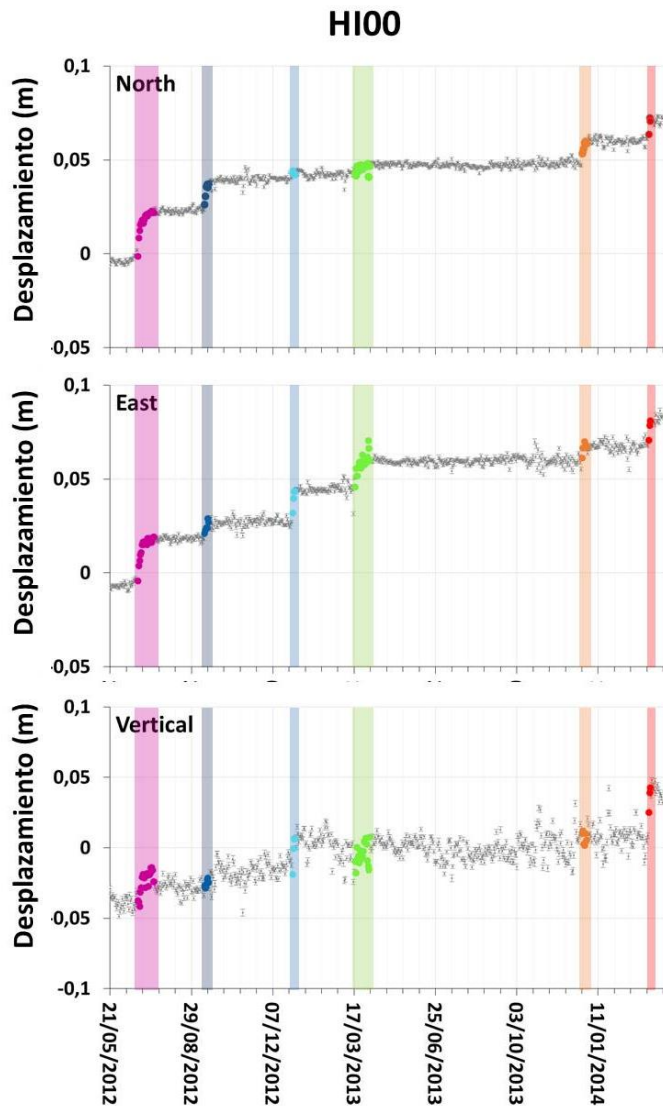 HI00
Desplazamiento (m)
0,1
North
0,05
0
-0,05
Desplazamiento (m)
0,1
East
0,05
0
-0,05
Desplazamiento (m)
0,1
Vertical
0,05
0
-0,05
-0,1
21/05/2012
29/08/2012
07/12/2012
17/03/2013
25/06/2013
03/10/2013
11/01/2014